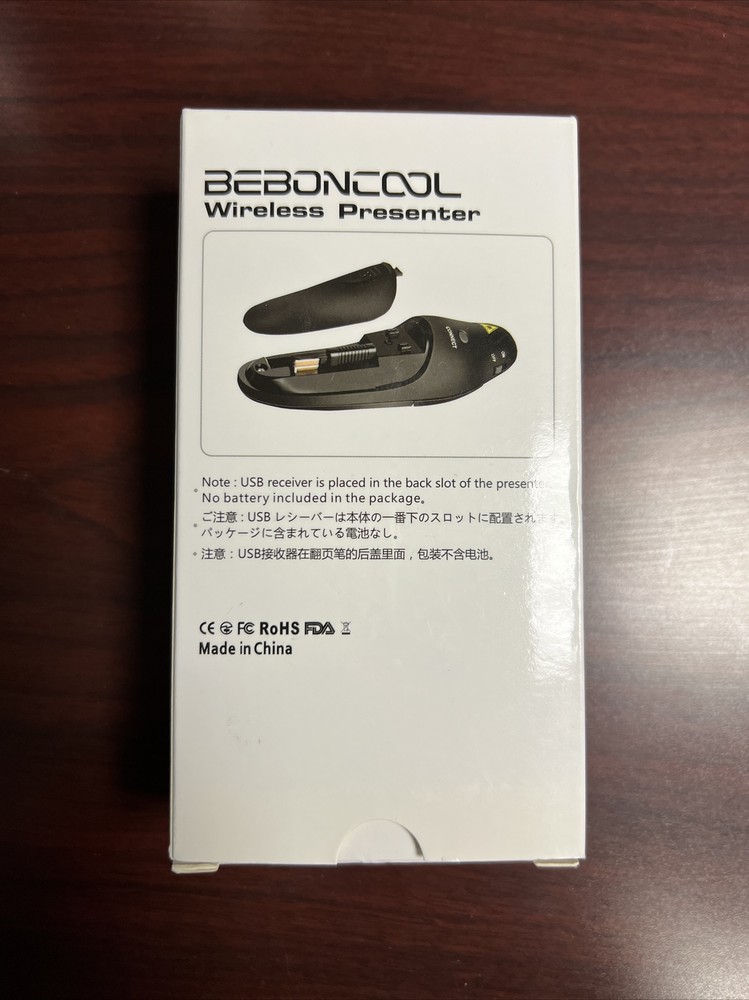 BEBONCOOL
Wireless Presenter
CONNECT
ON
OFF
Note : USB receiver is placed in the back slot of the presenter.
No battery included in the package。
ご注意 : USB レシーバーは本体の一番下のスロットに配置されます。
パッケージに含まれている電池なし。
注意 : USB接收器在翻页笔的后盖里面，包装不含电池。
CE FC RoHS FDA
Made in China